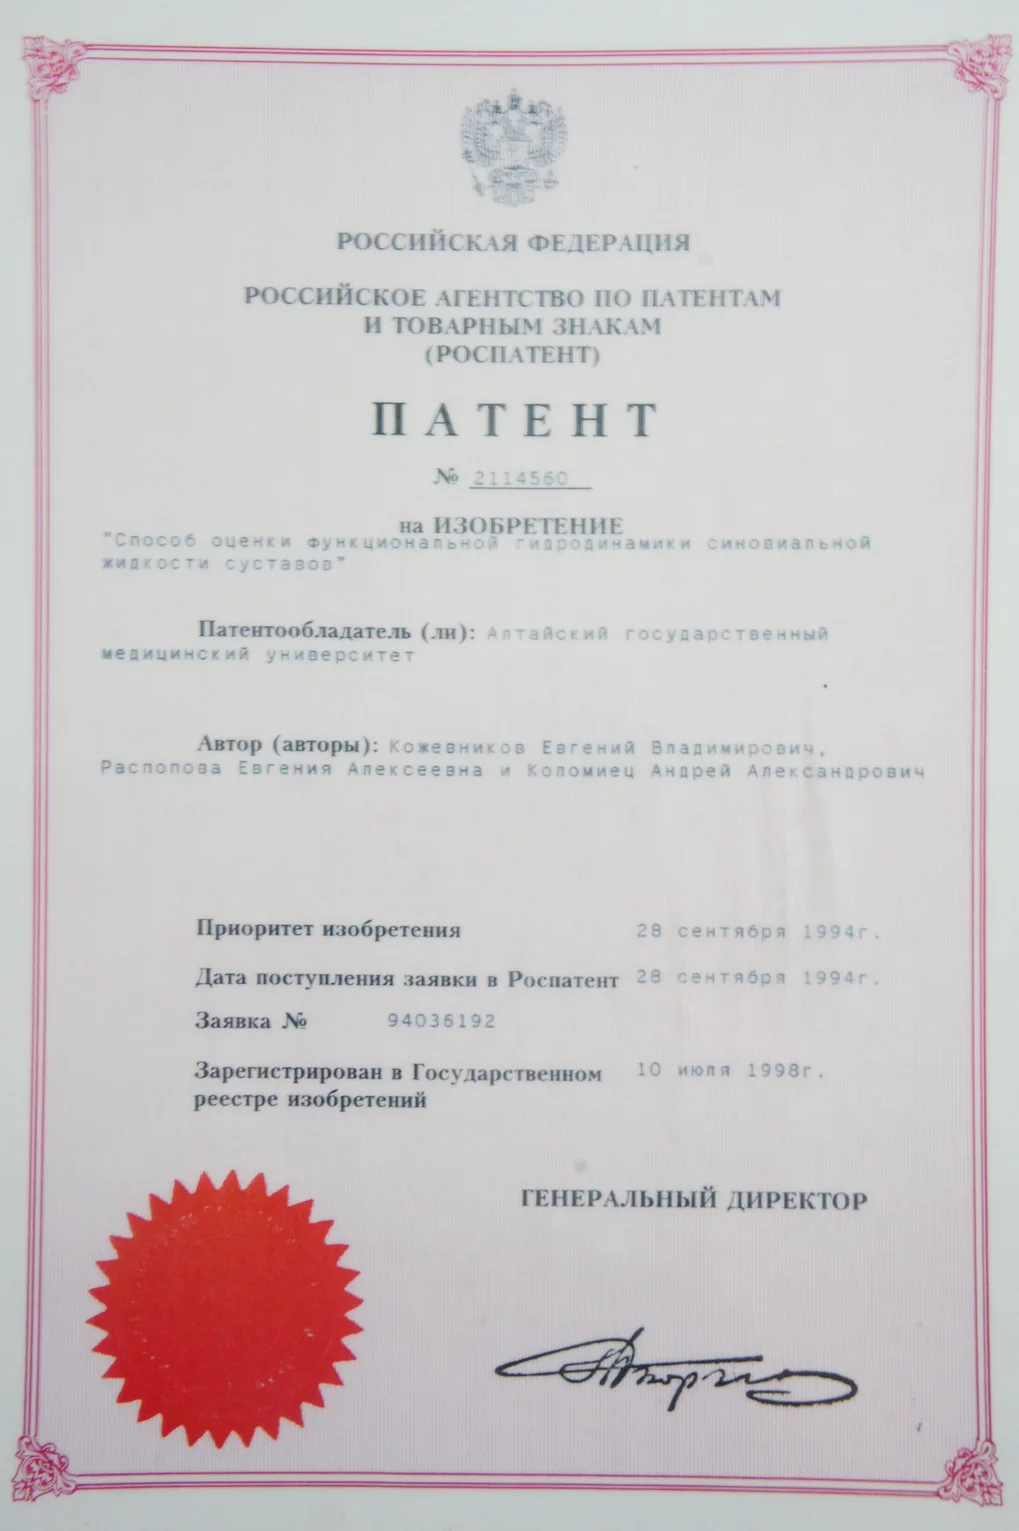 РОССИЙСКАЯ ФЕДЕРАЦИЯ
РОССИЙСКОЕ АГЕНТСТВО ПО ПАТЕНТАМ
И ТОВАРНЫМ ЗНАКАМ
(РОСПАТЕНТ)
ПАТЕНТ
№ 2114560
на ИЗОБРЕТЕНИЕ
"Способ оценки функциональной гидродинамики синовиальной
жидкости суставов"
Патентообладатель (ли): Алтайский государственный
медицинский университет
Автор (авторы): Кожевников Евгений Владимирович,
Распопова Евгения Алексеевна и Коломиец Андрей Александрович
Приоритет изобретения 28 сентября 1994г.
Дата поступления заявки в Роспатент 28 сентября 1994г.
Заявка № 94036192
Зарегистрирован в Государственном 10 июля 1998г.
реестре изобретений
ГЕНЕРАЛЬНЫЙ ДИРЕКТОР